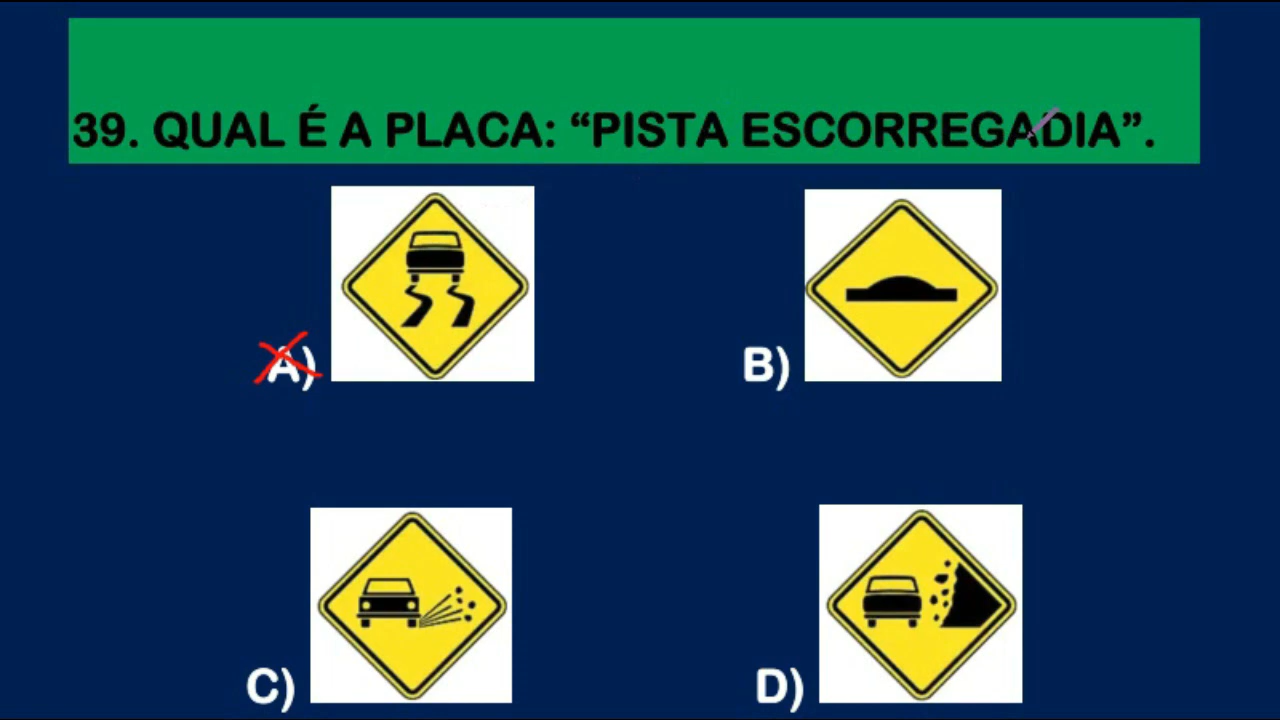 39. QUAL É A PLACA: “PISTA ESCORREGADIA”.
A)
B)
C)
D)